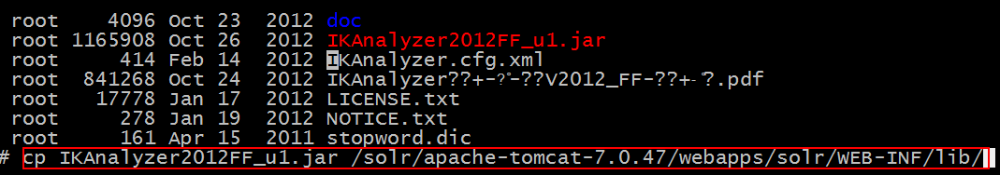 root 4096 Oct 23 2012 doc
root 1165908 Oct 26 2012 IKAnalyzer2012FF_u1.jar
root 414 Feb 14 2012 IKAnalyzer.cfg.xml
root 841268 Oct 24 2012 IKAnalyzer??+-?˚-??V2012_FF-??+-˚?.pdf
root 17778 Jan 17 2012 LICENSE.txt
root 278 Jan 19 2012 NOTICE.txt
root 161 Apr 15 2011 stopword.dic
# cp IKAnalyzer2012FF_u1.jar /solr/apache-tomcat-7.0.47/webapps/solr/WEB-INF/lib/